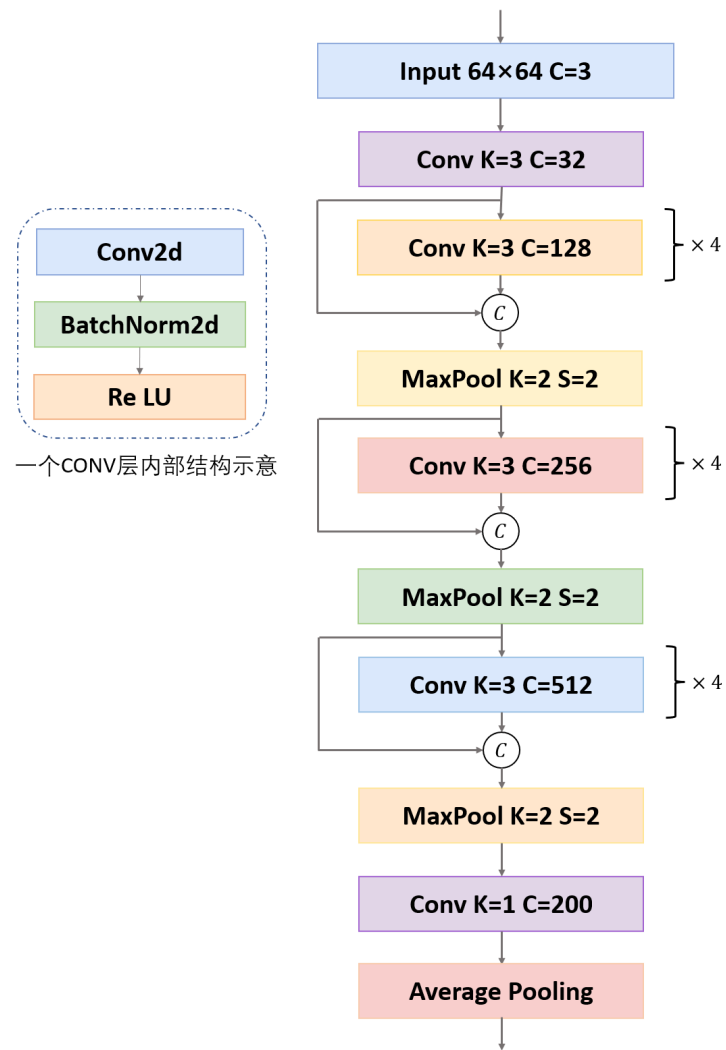 Input 64×64 C=3
Conv K=3 C=32
Conv K=3 C=128
× 4
C
MaxPool K=2 S=2
Conv K=3 C=256
× 4
C
MaxPool K=2 S=2
Conv K=3 C=512
× 4
C
MaxPool K=2 S=2
Conv K=1 C=200
Average Pooling
Conv2d
BatchNorm2d
Re LU
一个CONV层内部结构示意